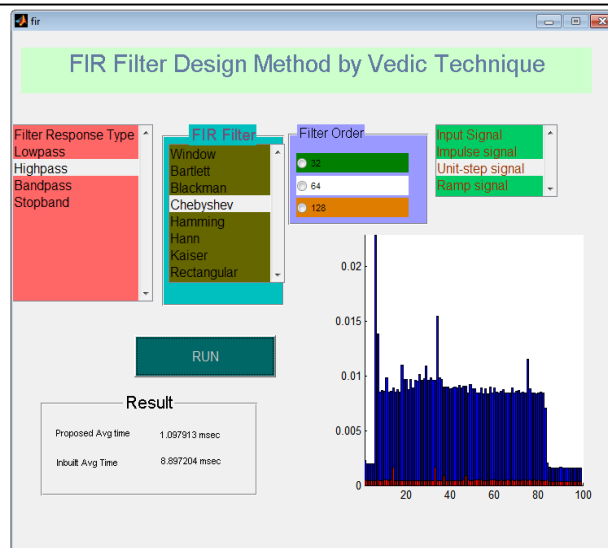 fir
FIR Filter Design Method by Vedic Technique
Filter Response Type
Lowpass
Highpass
Bandpass
Stopband
FIR Filter
Window
Bartlett
Blackman
Chebyshev
Hamming
Hann
Kaiser
Rectangular
Filter Order
32
64
128
Input Signal
Impulse signal
Unit-step signal
Ramp signal
RUN
Result
Proposed Avg time 1.097913 msec
Inbuilt Avg Time 8.897204 msec
0.02
0.015
0.01
0.005
0
20 40 60 80 100